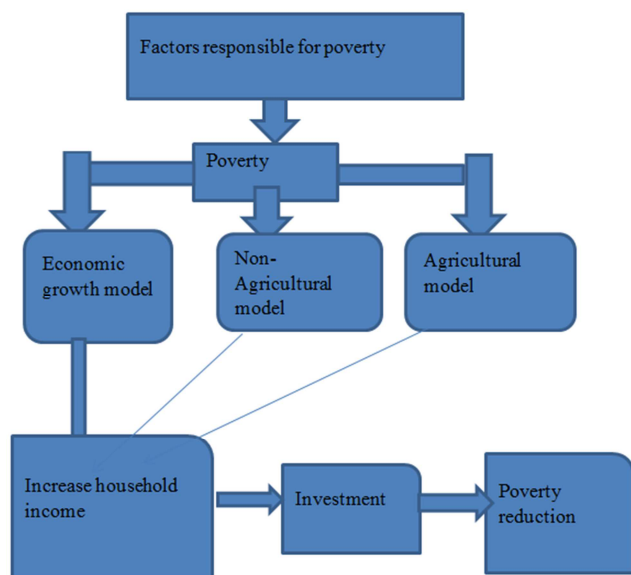 Factors responsible for poverty
Poverty
Economic
growth model
Non-
Agricultural
model
Agricultural
model
Increase household
income
Investment
Poverty
reduction